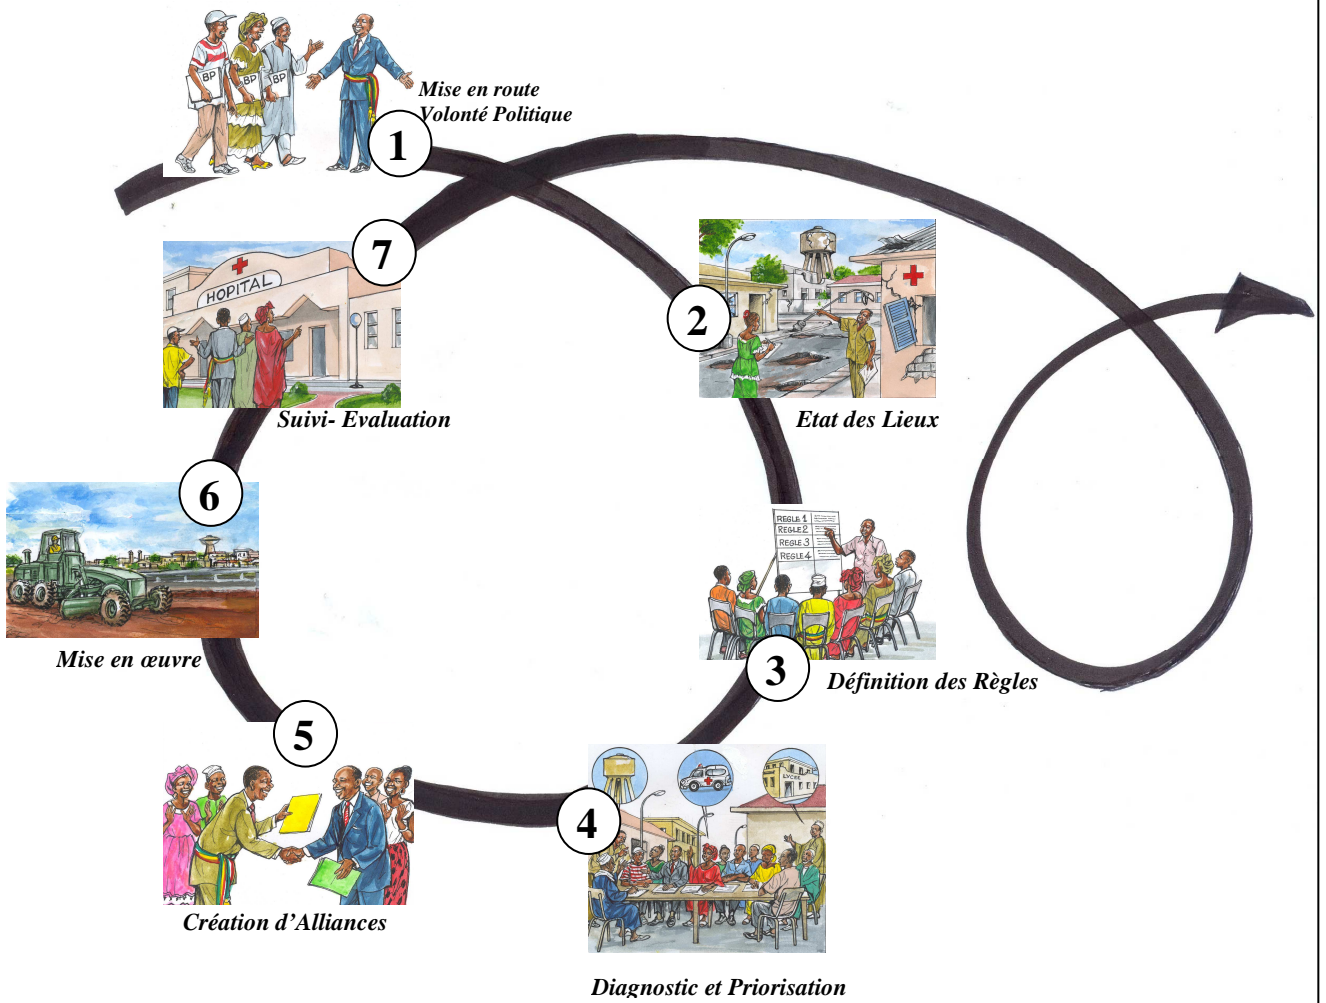 BP
BP
BP
Mise en route
Volonté Politique
1
7
HOPITAL
Suivi- Evaluation
2
Etat des Lieux
6
Mise en œuvre
REGLE 1
REGLE 2
REGLE 3
REGLE 4
3
Définition des Règles
5
Création d'Alliances
LYCEE
4
Diagnostic et Priorisation